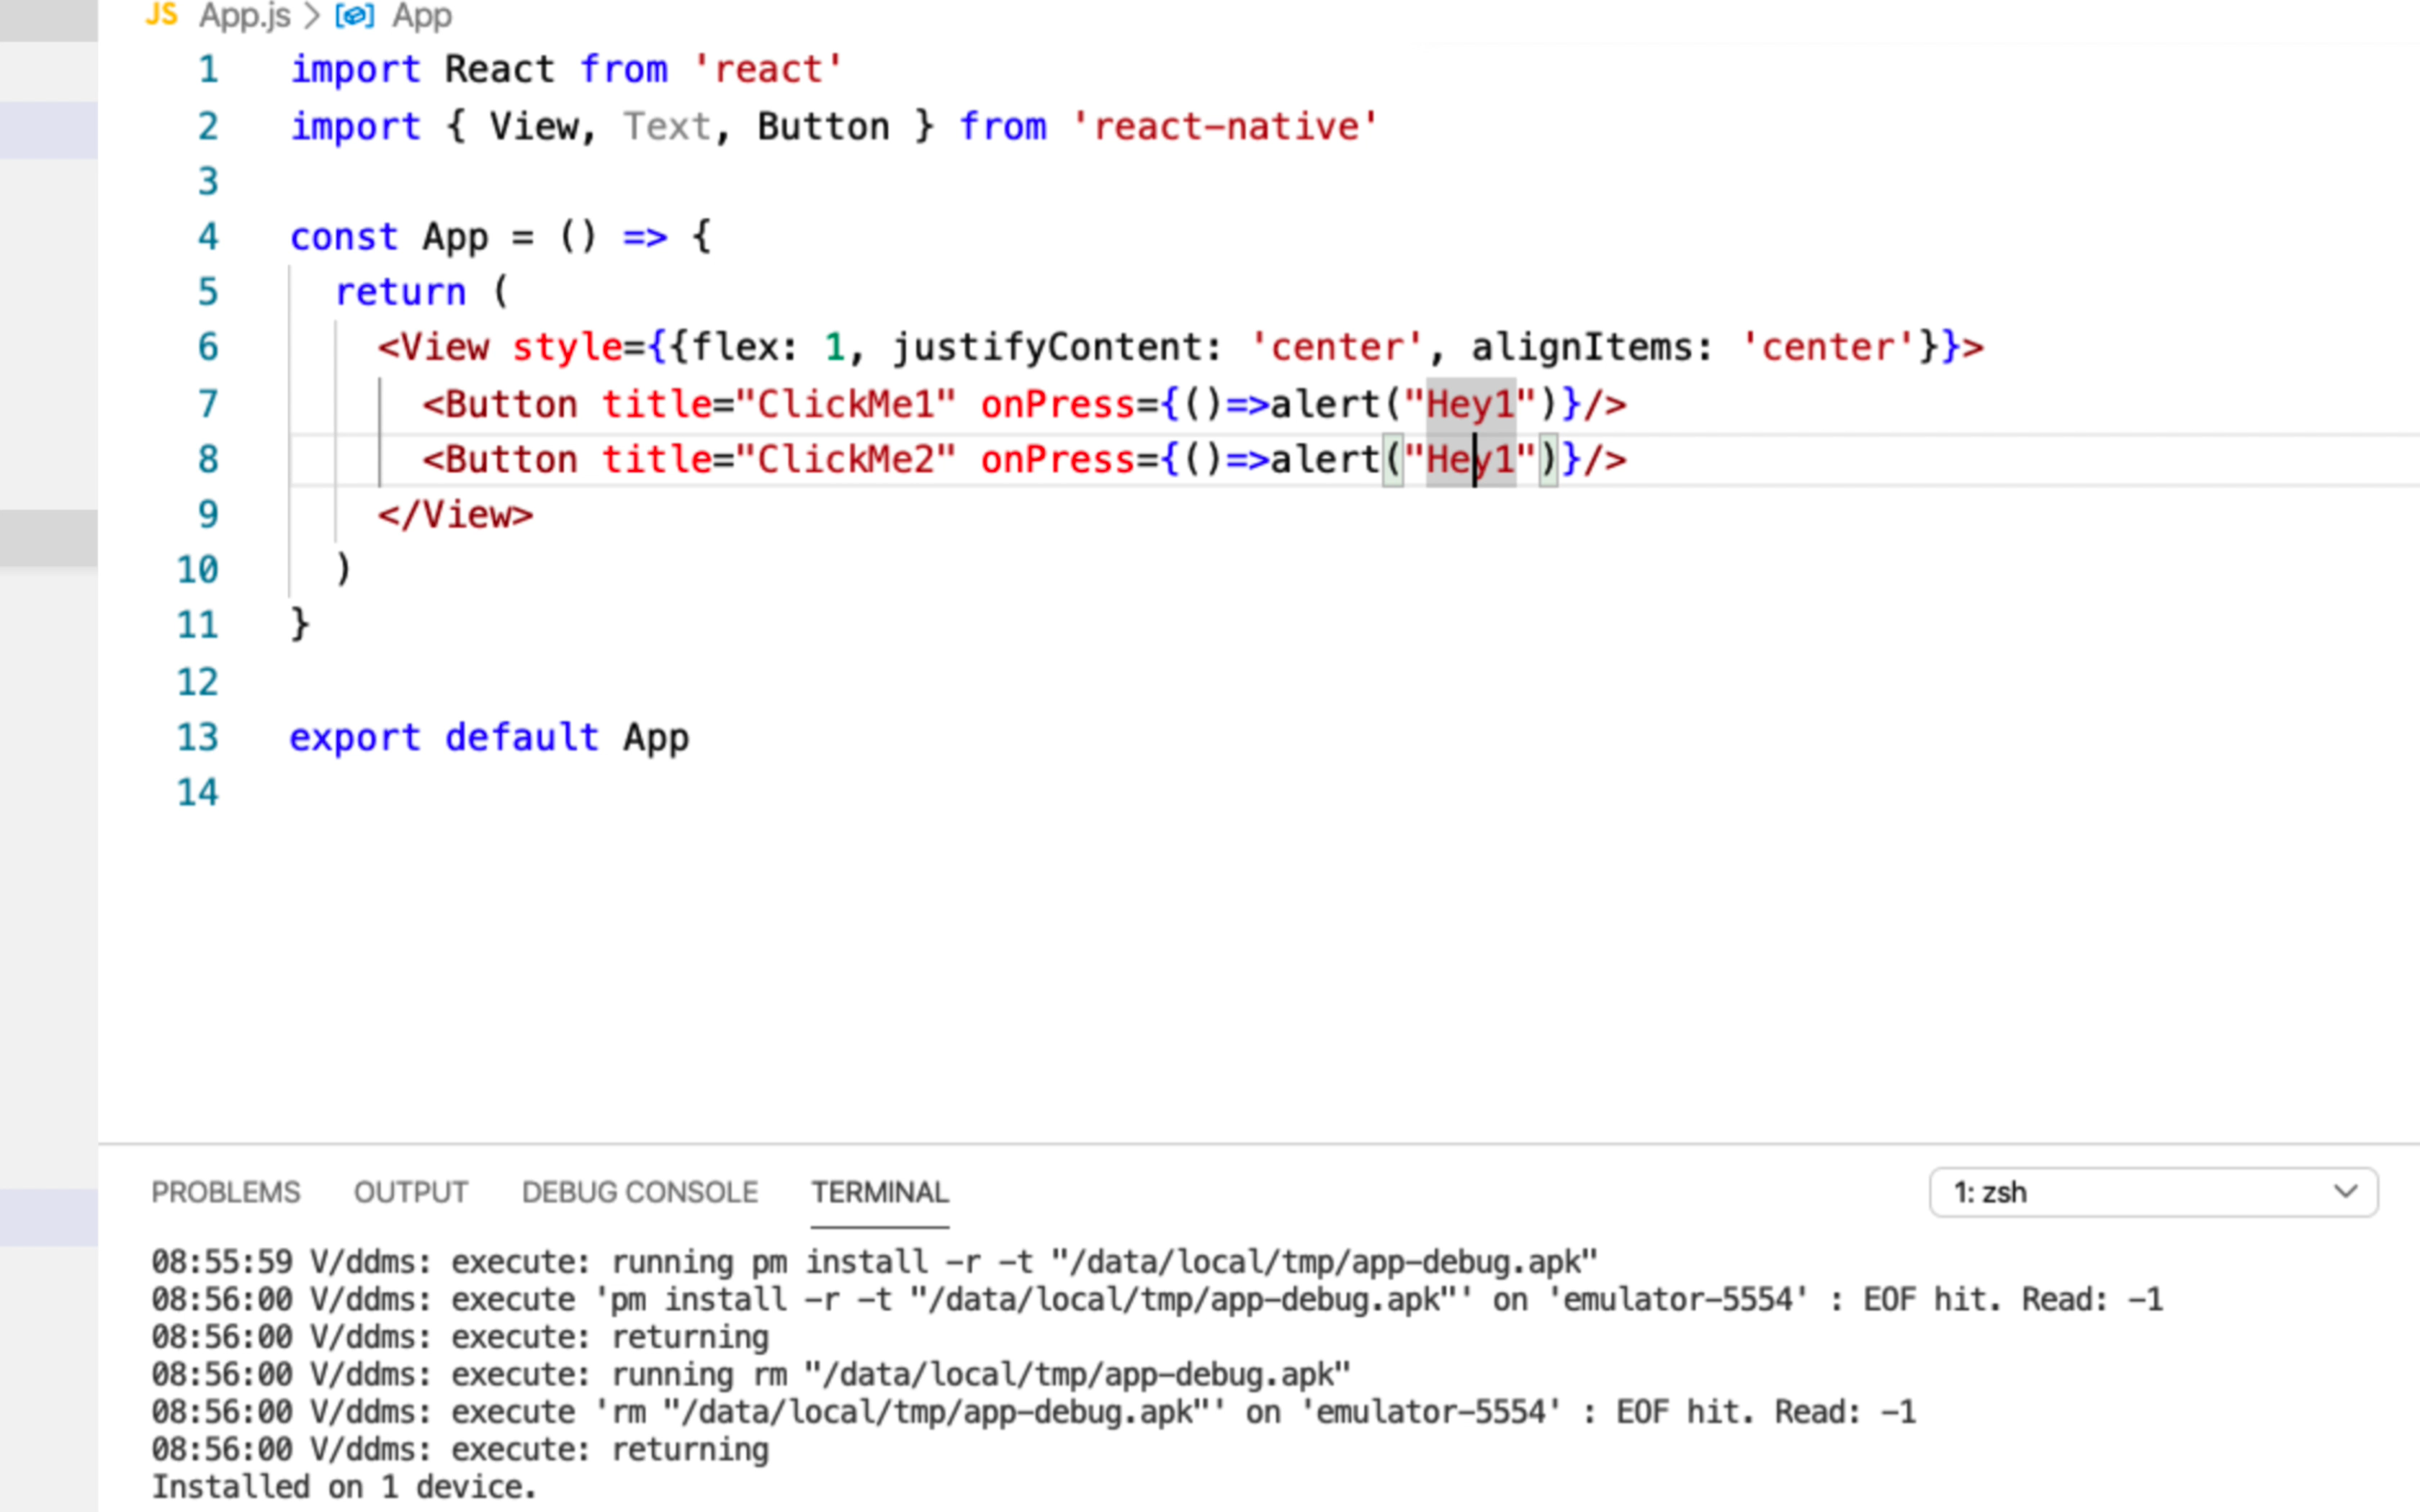 JS App.js > App
1 import React from 'react'
2 import { View, Text, Button } from 'react-native'
3
4 const App = () => {
5 return (
6 <View style={{flex: 1, justifyContent: 'center', alignItems: 'center'}}>
7 <Button title="ClickMe1" onPress={()=>alert("Hey1")}/>
8 <Button title="ClickMe2" onPress={()=>alert("Hey1")}/>
9 </View>
10 )
11 }
12
13 export default App
14
PROBLEMS OUTPUT DEBUG CONSOLE TERMINAL 1: zsh
08:55:59 V/ddms: execute: running pm install -r -t "/data/local/tmp/app-debug.apk"
08:56:00 V/ddms: execute 'pm install -r -t "/data/local/tmp/app-debug.apk"' on 'emulator-5554' : EOF hit. Read: -1
08:56:00 V/ddms: execute: returning
08:56:00 V/ddms: execute: running rm "/data/local/tmp/app-debug.apk"
08:56:00 V/ddms: execute 'rm "/data/local/tmp/app-debug.apk"' on 'emulator-5554' : EOF hit. Read: -1
08:56:00 V/ddms: execute: returning
Installed on 1 device.